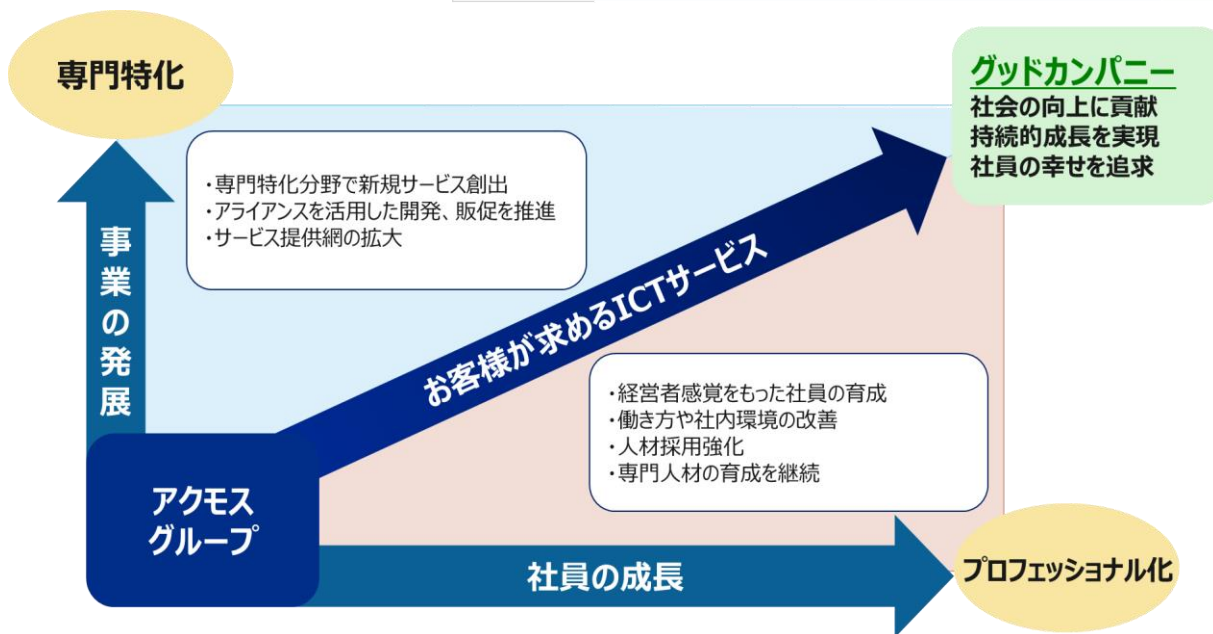 専門特化
グッドカンパニー
社会の向上に貢献
持続的成長を実現
社員の幸せを追求
・専門特化分野で新規サービス創出
・アライアンスを活用した開発、販促を推進
・サービス提供網の拡大
事業の発展
お客様が求めるICTサービス
・経営者感覚をもった社員の育成
・働き方や社内環境の改善
・人材採用強化
・専門人材の育成を継続
アクモス
グループ
社員の成長
プロフェッショナル化